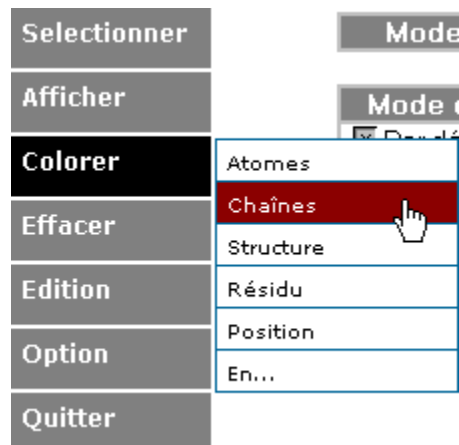 Selectionner
Mode
Afficher
Mode
Colorer
Atomes
Chaînes
Effacer
Structure
Edition
Résidu
Position
Option
En...
Quitter